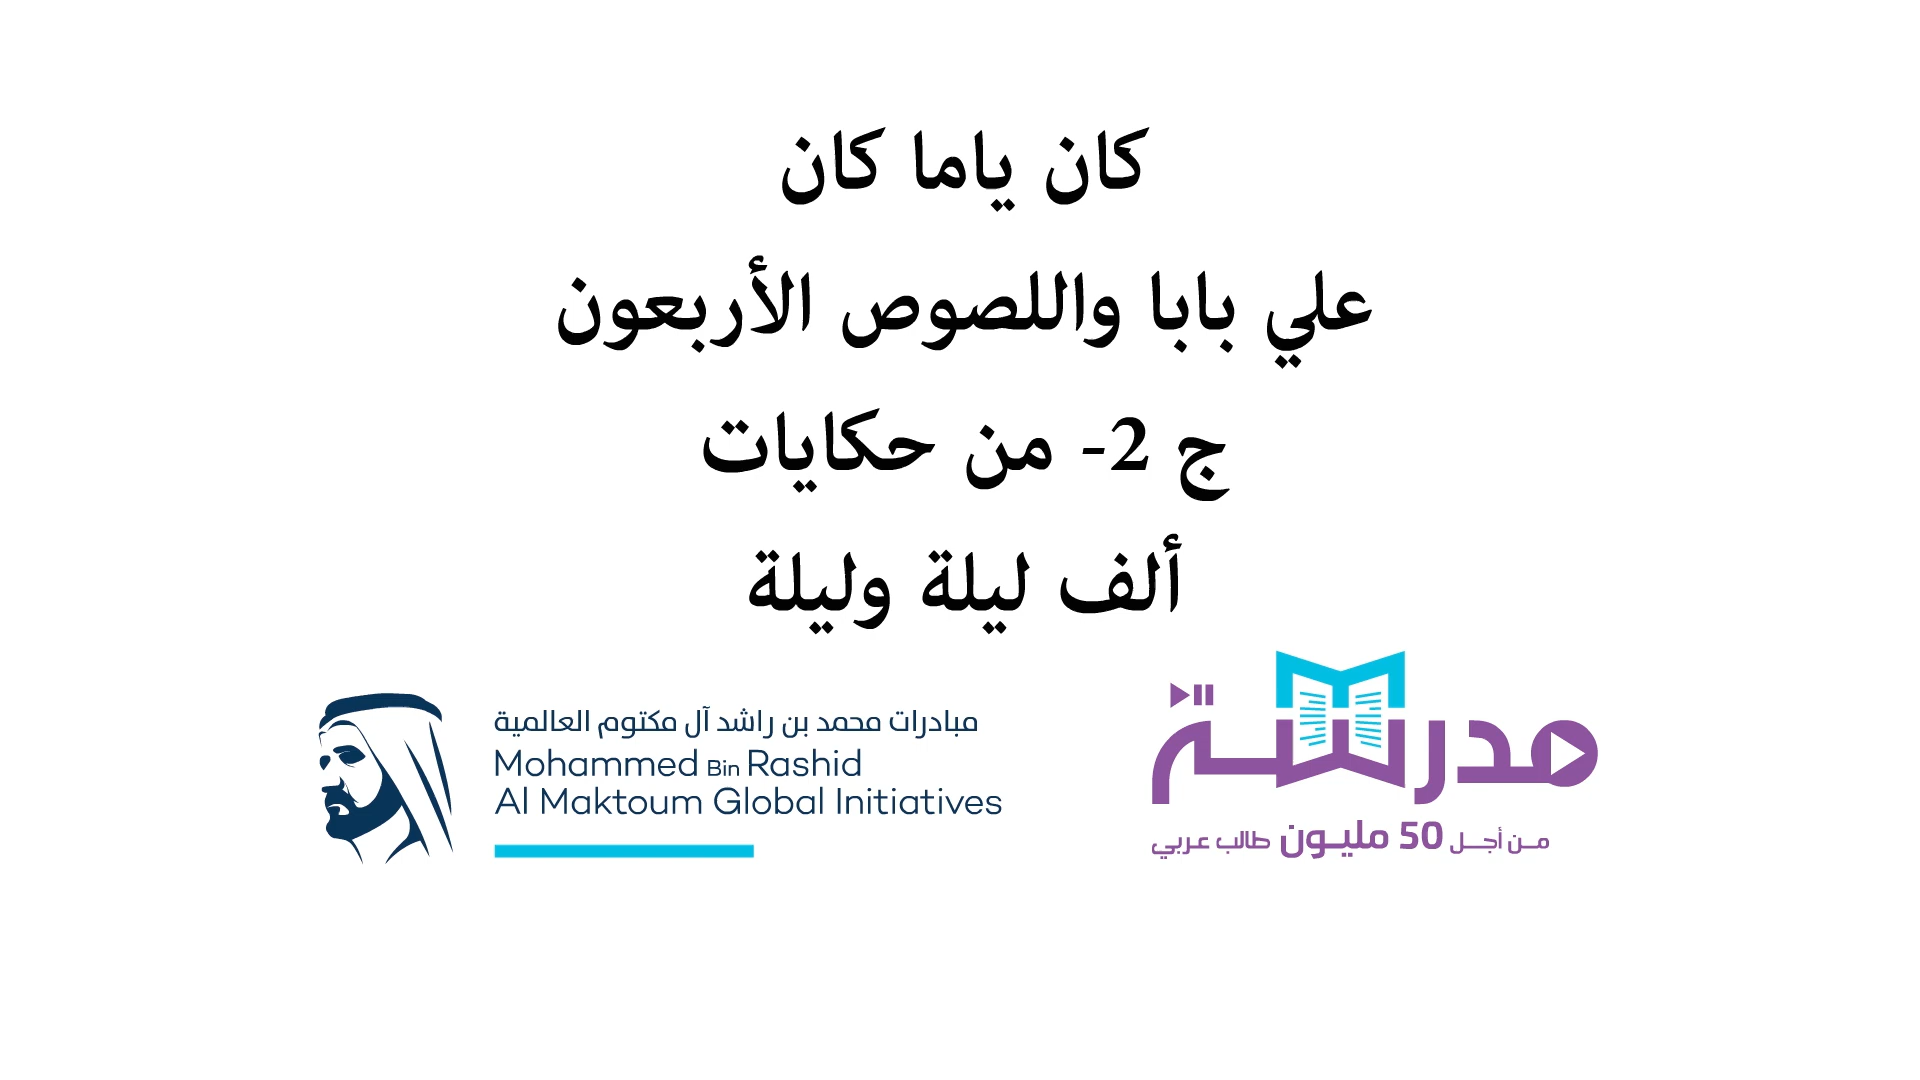 كان ياما كان
علي بابا واللصوص الأربعون
ج 2- من حكايات
ألف ليلة وليلة
مدرسة
من أجل 50 مليون طالب عربي
مبادرات محمد بن راشد آل مكتوم العالمية
Mohammed Bin Rashid
Al Maktoum Global Initiatives